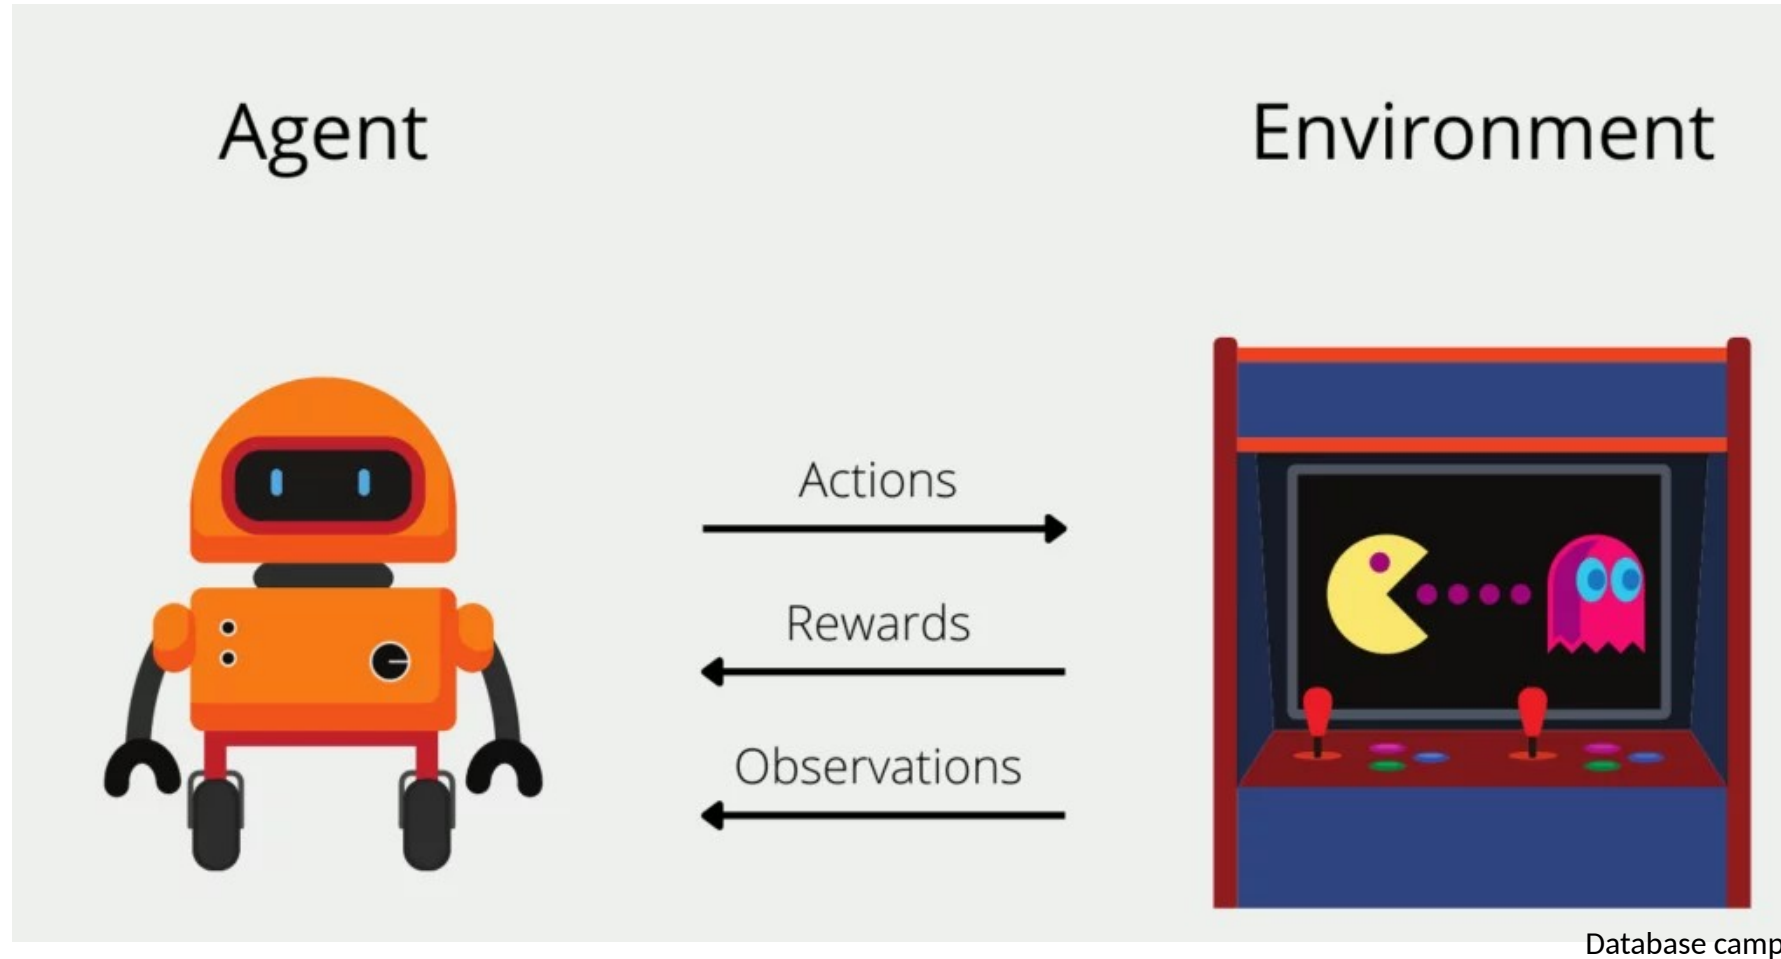 Agent
Environment
Actions
Rewards
Observations
Database camp